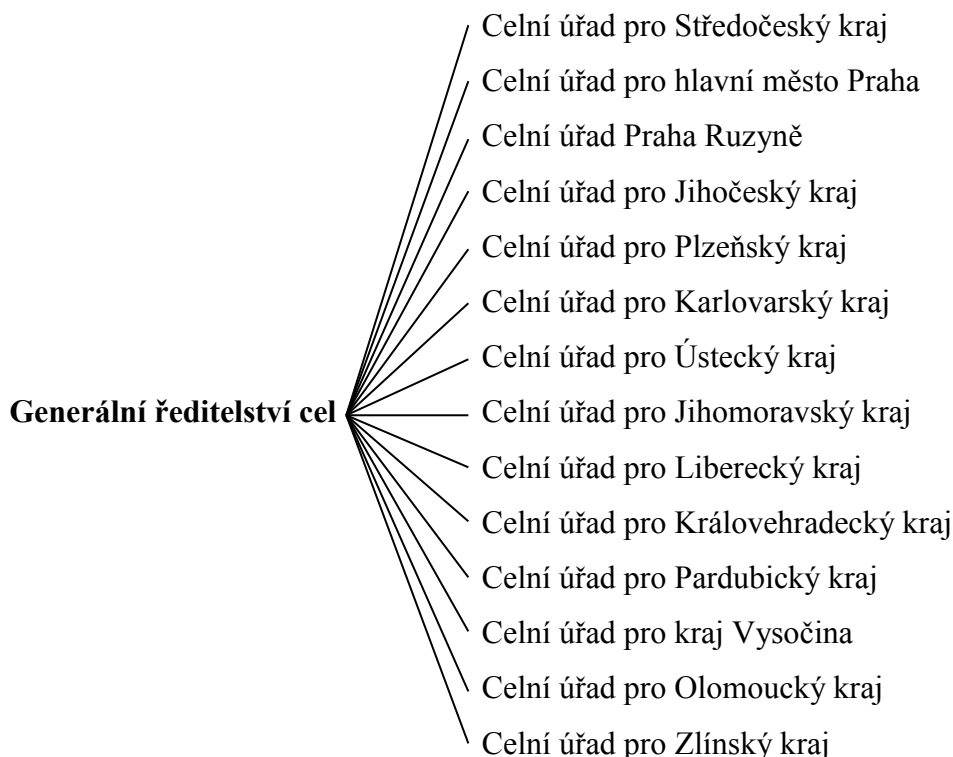 Celní úřad pro Středočeský kraj
Celní úřad pro hlavní město Praha
Celní úřad Praha Ruzyně
Celní úřad pro Jihočeský kraj
Celní úřad pro Plzeňský kraj
Celní úřad pro Karlovarský kraj
Celní úřad pro Ústecký kraj
Generální ředitelství cel
Celní úřad pro Jihomoravský kraj
Celní úřad pro Liberecký kraj
Celní úřad pro Královehradecký kraj
Celní úřad pro Pardubický kraj
Celní úřad pro kraj Vysočina
Celní úřad pro Olomoucký kraj
Celní úřad pro Zlínský kraj